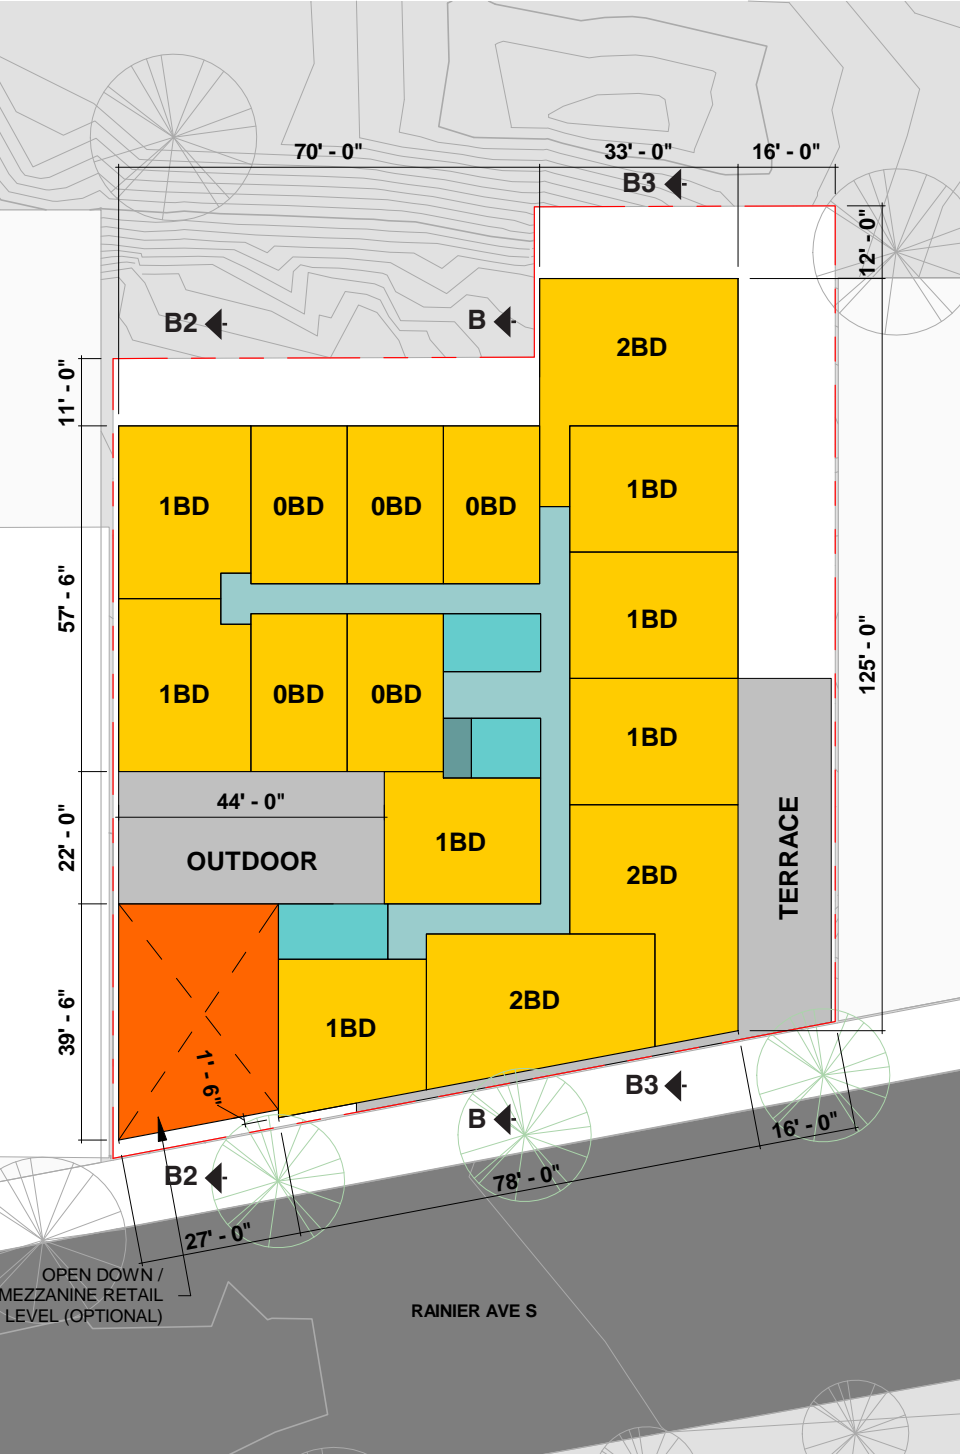 70' - 0"
33' - 0"
16' - 0"
B3
12' - 0"
B2
B
2BD
11' - 0"
1BD
0BD
0BD
0BD
1BD
57' - 6"
1BD
125' - 0"
1BD
0BD
0BD
1BD
44' - 0"
22' - 0"
OUTDOOR
1BD
2BD
TERRACE
39' - 6"
1BD
2BD
1' - 6"
B3
B
16' - 0"
B2
78' - 0"
27' - 0"
OPEN DOWN /
MEZZANINE RETAIL
LEVEL (OPTIONAL)
RAINIER AVE S